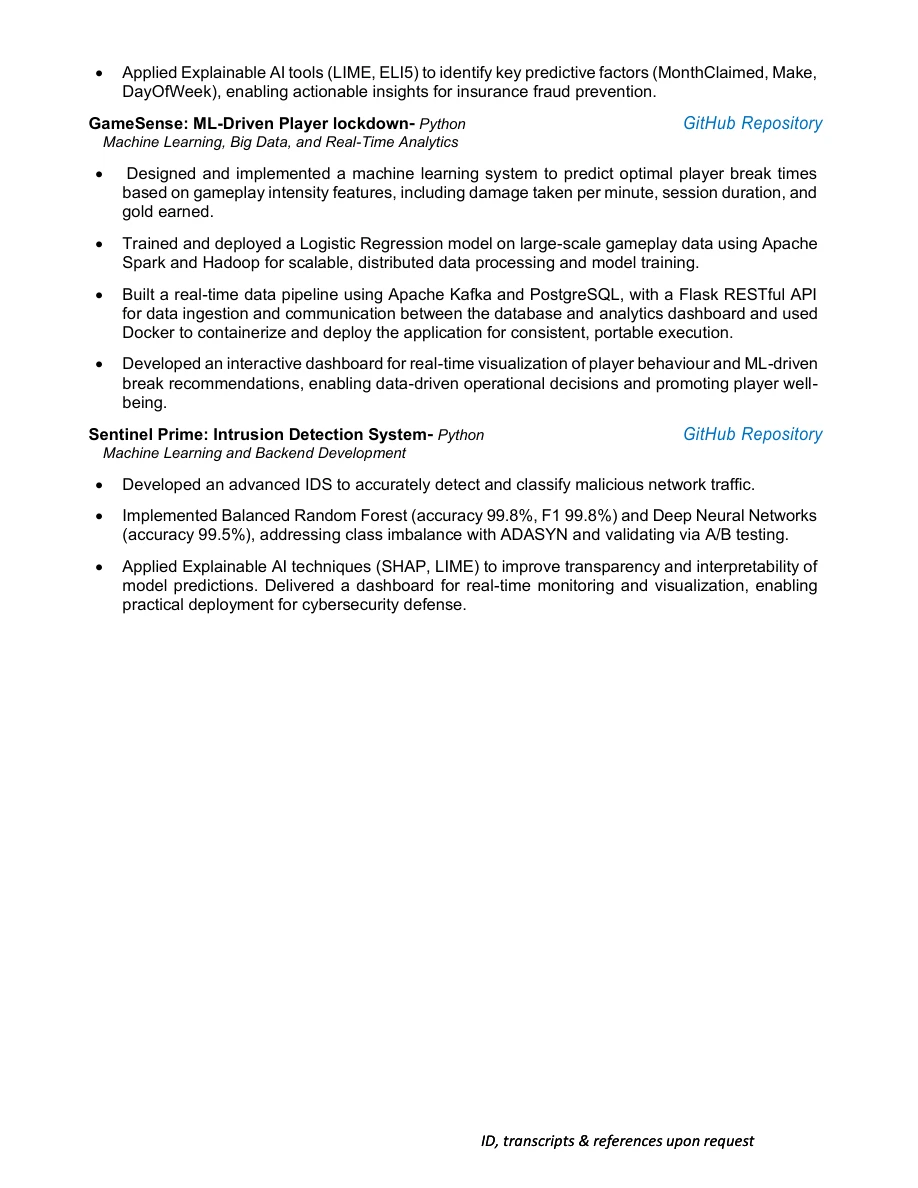 • Applied Explainable AI tools (LIME, ELI5) to identify key predictive factors (MonthClaimed, Make,
DayOfWeek), enabling actionable insights for insurance fraud prevention.
GameSense: ML-Driven Player lockdown- Python GitHub Repository
Machine Learning, Big Data, and Real-Time Analytics
• Designed and implemented a machine learning system to predict optimal player break times
based on gameplay intensity features, including damage taken per minute, session duration, and
gold earned.
• Trained and deployed a Logistic Regression model on large-scale gameplay data using Apache
Spark and Hadoop for scalable, distributed data processing and model training.
• Built a real-time data pipeline using Apache Kafka and PostgreSQL, with a Flask RESTful API
for data ingestion and communication between the database and analytics dashboard and used
Docker to containerize and deploy the application for consistent, portable execution.
• Developed an interactive dashboard for real-time visualization of player behaviour and ML-driven
break recommendations, enabling data-driven operational decisions and promoting player well-
being.
Sentinel Prime: Intrusion Detection System- Python GitHub Repository
Machine Learning and Backend Development
• Developed an advanced IDS to accurately detect and classify malicious network traffic.
• Implemented Balanced Random Forest (accuracy 99.8%, F1 99.8%) and Deep Neural Networks
(accuracy 99.5%), addressing class imbalance with ADASYN and validating via A/B testing.
• Applied Explainable AI techniques (SHAP, LIME) to improve transparency and interpretability of
model predictions. Delivered a dashboard for real-time monitoring and visualization, enabling
practical deployment for cybersecurity defense.
ID, transcripts & references upon request